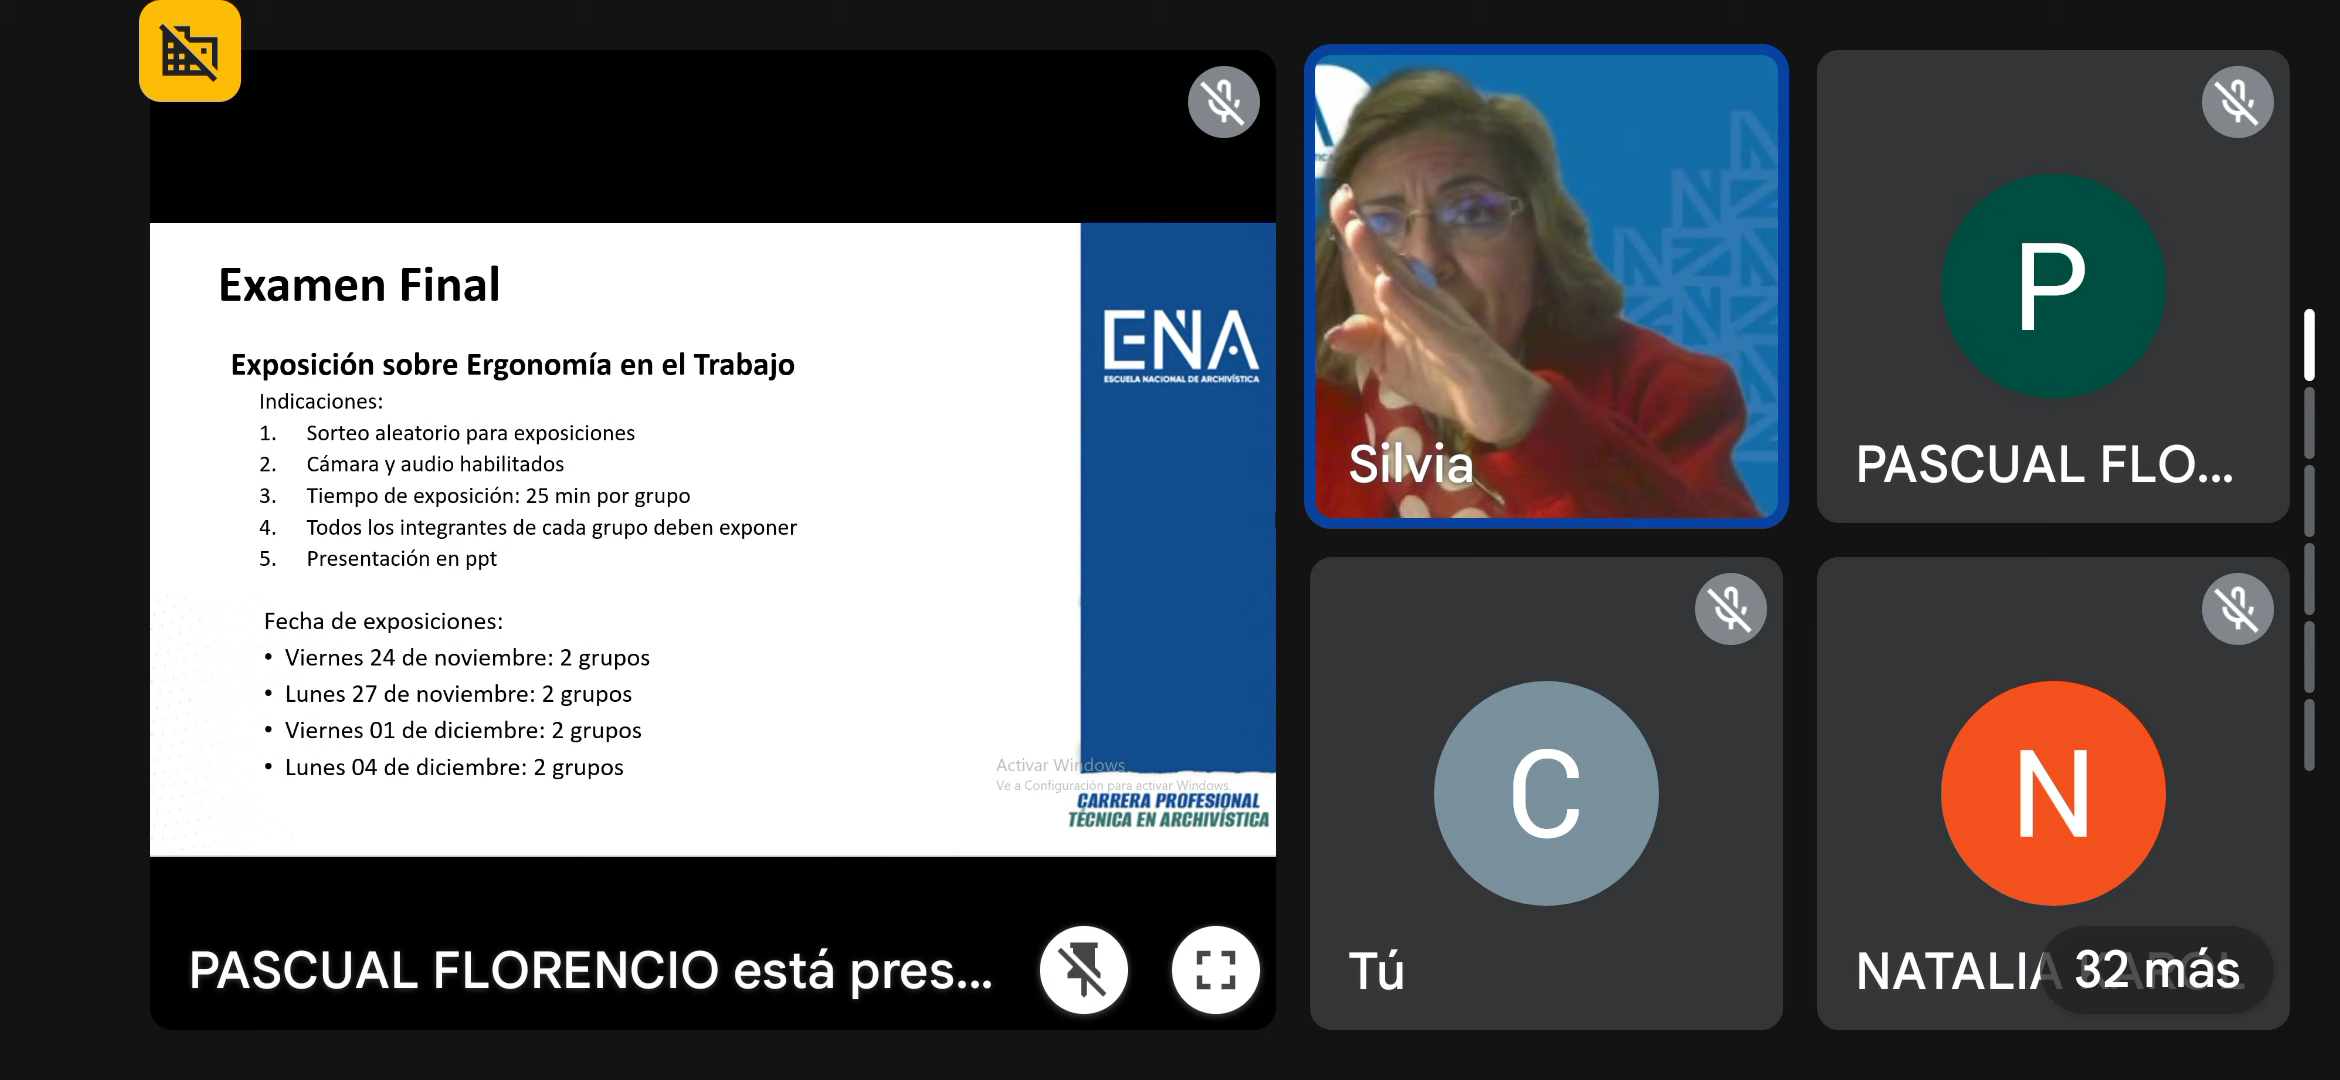 Examen Final
Exposición sobre Ergonomía en el Trabajo
Indicaciones:
1. Sorteo aleatorio para exposiciones
2. Cámara y audio habilitados
3. Tiempo de exposición: 25 min por grupo
4. Todos los integrantes de cada grupo deben exponer
5. Presentación en ppt
Fecha de exposiciones:
• Viernes 24 de noviembre: 2 grupos
• Lunes 27 de noviembre: 2 grupos
• Viernes 01 de diciembre: 2 grupos
• Lunes 04 de diciembre: 2 grupos
ENA
ESCUELA NACIONAL DE ARCHIVÍSTICA
Activar Windows
Ve a Configuración para activar Windows.
CARRERA PROFESIONAL
TÉCNICA EN ARCHIVÍSTICA
PASCUAL FLORENCIO está pres...
Silvia
PASCUAL FLO...
P
C
Tú
N
NATALIA
32 más